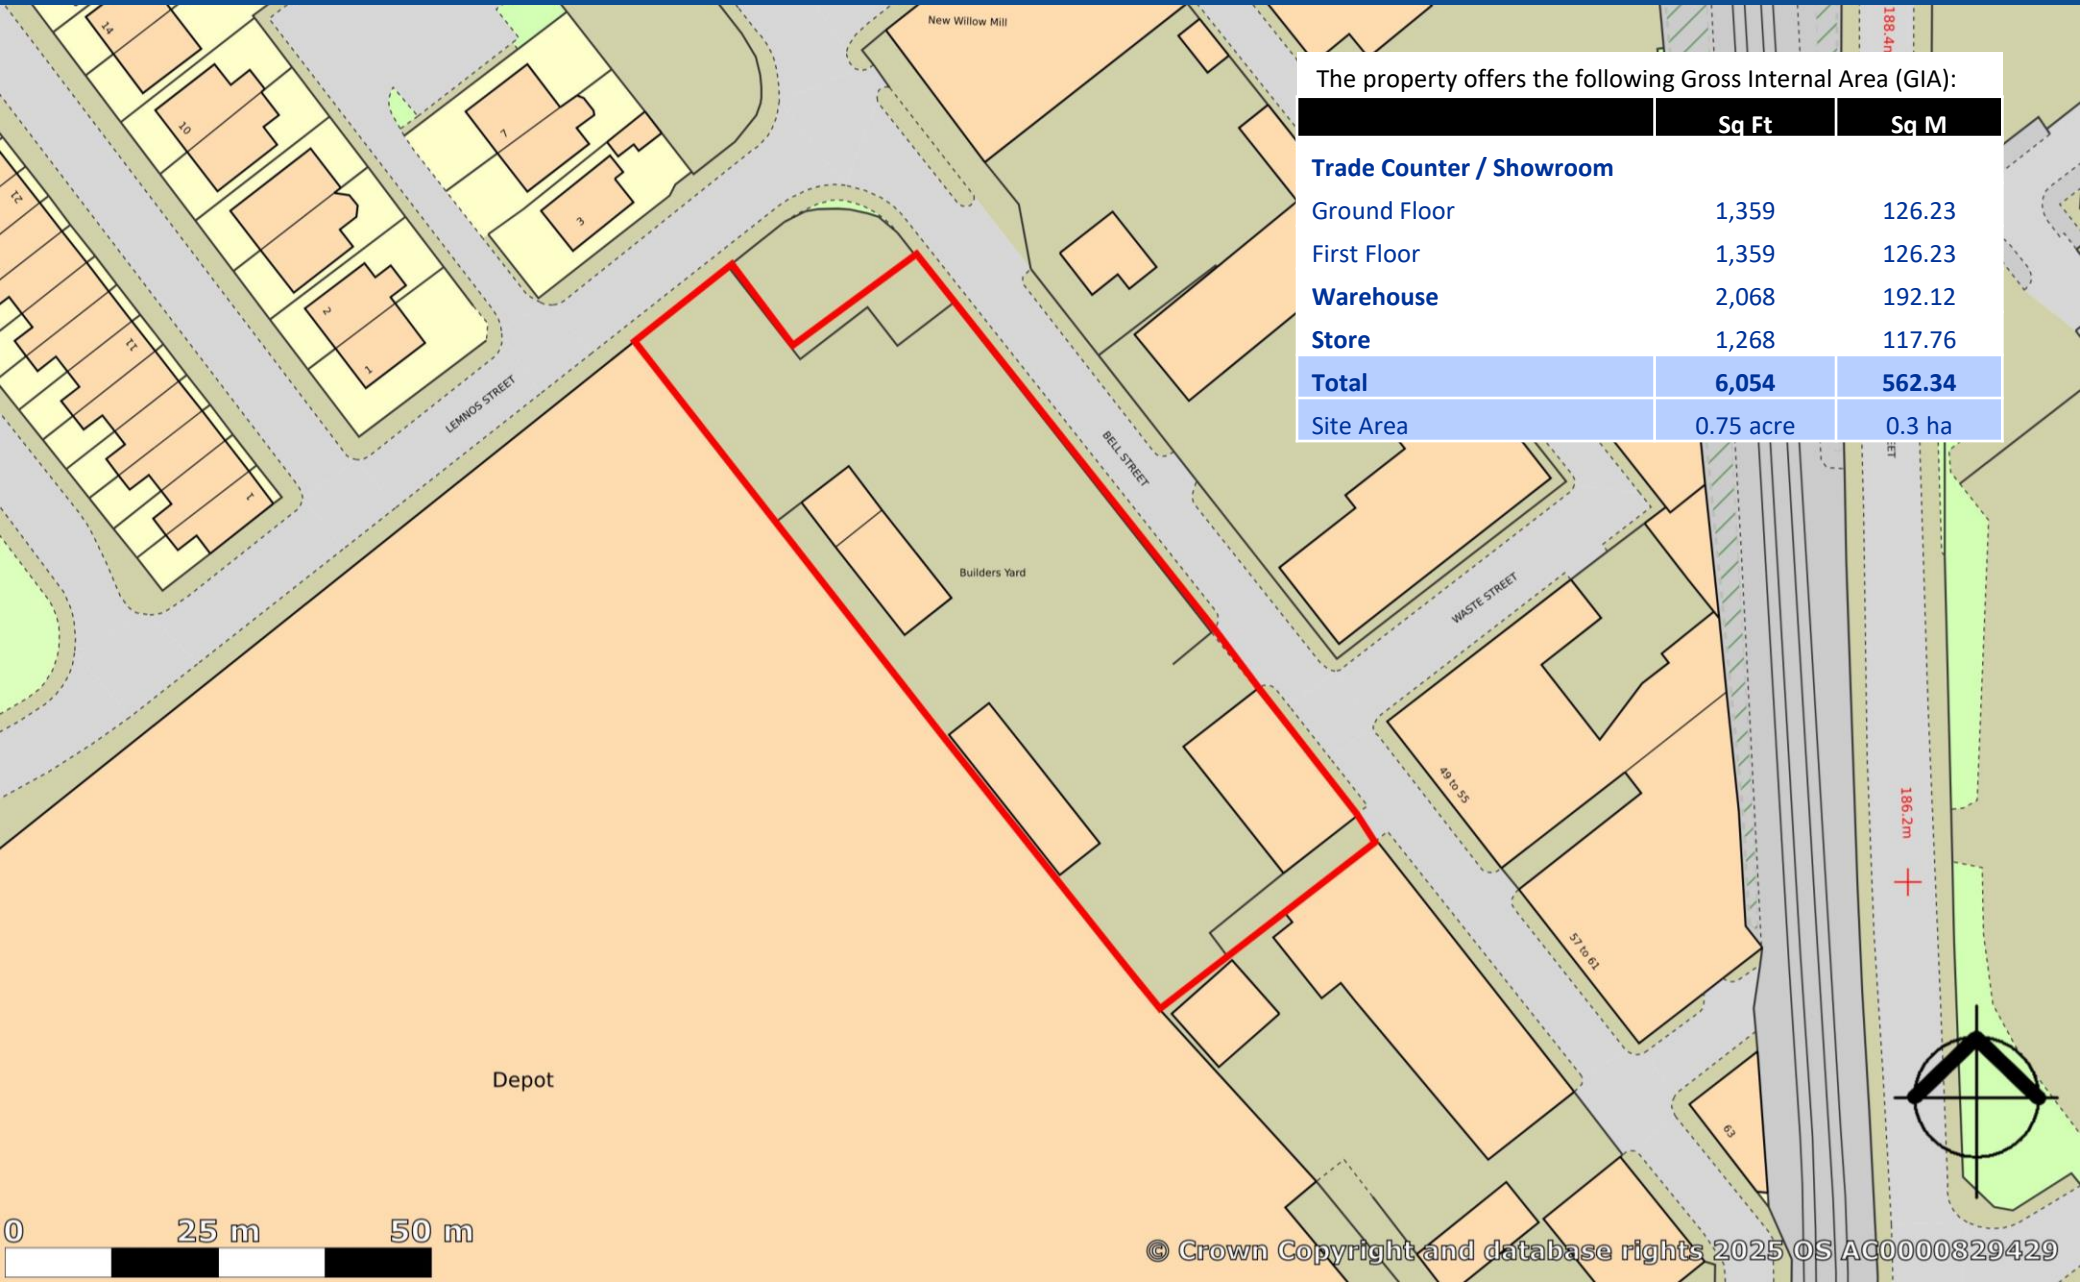 New Willow Mill
188.4m
14
10
7
3
21
2
11
1
1
The property offers the following Gross Internal Area (GIA):
Sq Ft Sq M
Trade Counter / Showroom
Ground Floor 1,359 126.23
First Floor 1,359 126.23
Warehouse 2,068 192.12
Store 1,268 117.76
Total 6,054 562.34
Site Area 0.75 acre 0.3 ha
LEMNOS STREET
BELL STREET
Builders Yard
WASTE STREET
49 to 55
186.2m
57 to 61
Depot
63
0 25 m 50 m
© Crown Copyright and database rights 2025 OS AC0000829429